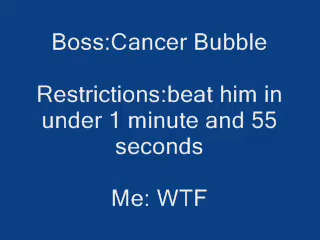 Boss:Cancer Bubble
Restrictions:beat him in
under 1 minute and 55
seconds
Me: WTF